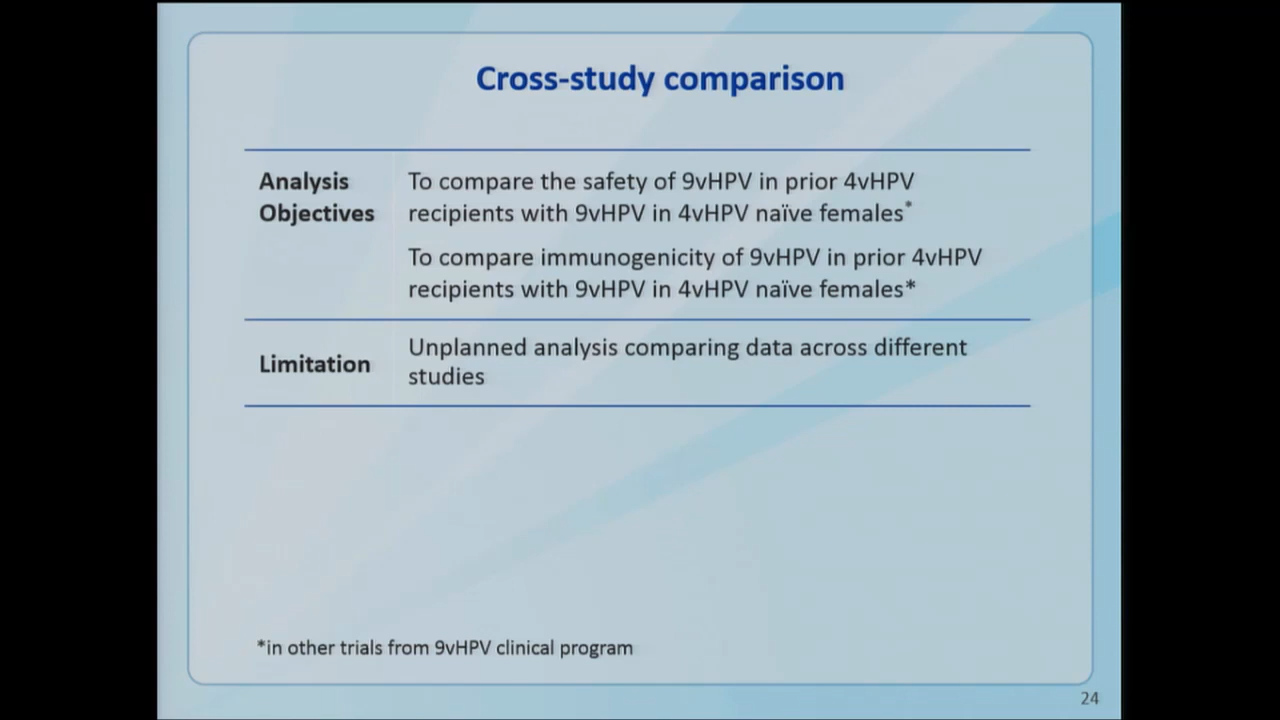 Cross-study comparison
Analysis
Objectives
To compare the safety of 9vHPV in prior 4vHPV
recipients with 9vHPV in 4vHPV naïve females*
To compare immunogenicity of 9vHPV in prior 4vHPV
recipients with 9vHPV in 4vHPV naïve females*
Limitation
Unplanned analysis comparing data across different
studies
*in other trials from 9vHPV clinical program
24